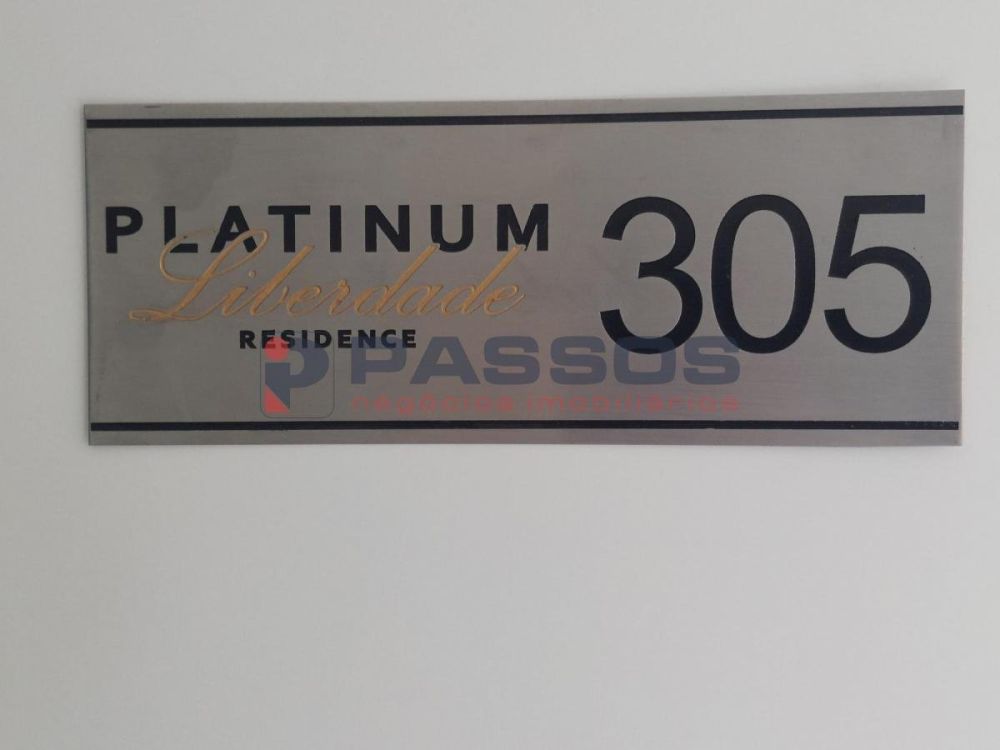 PLATINUM
Liberdade
RESIDENCE
305
PASSOS
negócios imobiliários